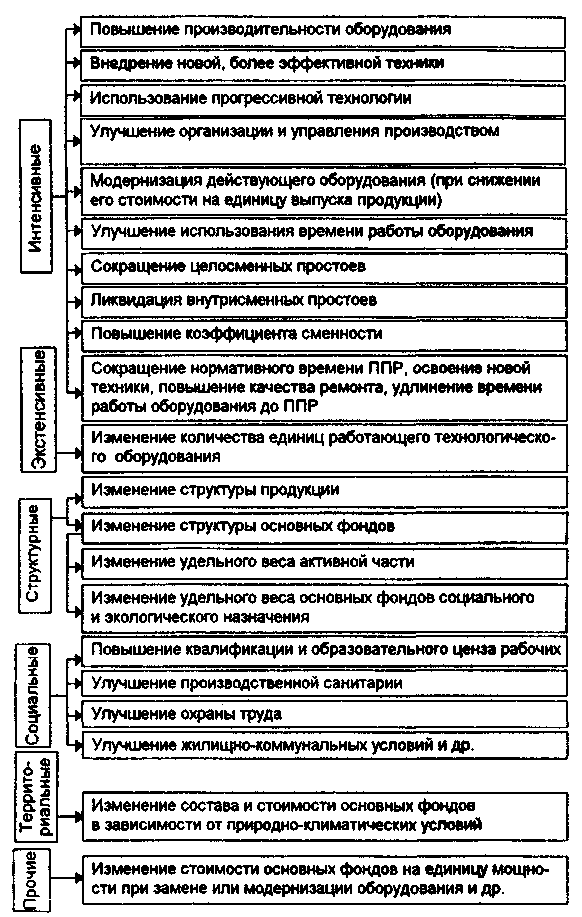 Интенсивные
Повышение производительности оборудования
Внедрение новой, более эффективной техники
Использование прогрессивной технологии
Улучшение организации и управления производством
Модернизация действующего оборудования (при снижении
его стоимости на единицу выпуска продукции)
Улучшение использования времени работы оборудования
Сокращение целосменных простоев
Ликвидация внутрисменных простоев
Повышение коэффициента сменности
Экстенсивные
Сокращение нормативного времени ППР, освоение новой
техники, повышение качества ремонта, удлинение времени
работы оборудования до ППР
Изменение количества единиц работающего технологическо-
го оборудования
Структурные
Изменение структуры продукции
Изменение структуры основных фондов
Изменение удельного веса активной части
Изменение удельного веса основных фондов социального
и экологического назначения
Социальные
Повышение квалификации и образовательного ценза рабочих
Улучшение производственной санитарии
Улучшение охраны труда
Улучшение жилищно-коммунальных условий и др.
Террито-
риальные
Изменение состава и стоимости основных фондов
в зависимости от природно-климатических условий
Прочие
Изменение стоимости основных фондов на единицу мощно-
сти при замене или модернизации оборудования и др.